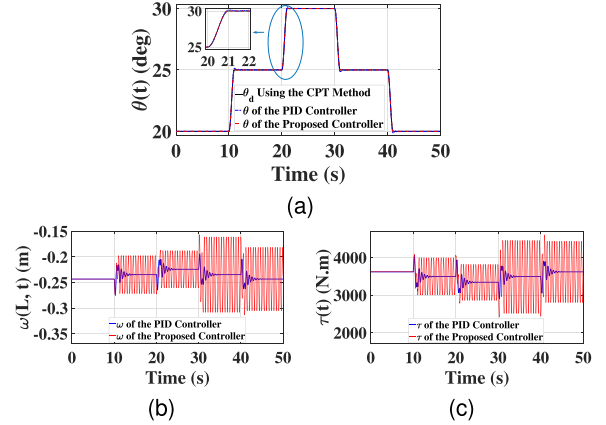 30
30
25
25
20 21 22
θ(t) (deg)
θd Using the CPT Method
θ of the PID Controller
θ of the Proposed Controller
20
0 10 20 30 40 50
Time (s)
(a)
-0.15
-0.2
-0.25
-0.3
-0.35
ω(L, t) (m)
ω of the PID Controller
ω of the Proposed Controller
0 10 20 30 40 50
Time (s)
(b)
4000
3000
2000
τ(t) (N.m)
τ of the PID Controller
τ of the Proposed Controller
0 10 20 30 40 50
Time (s)
(c)